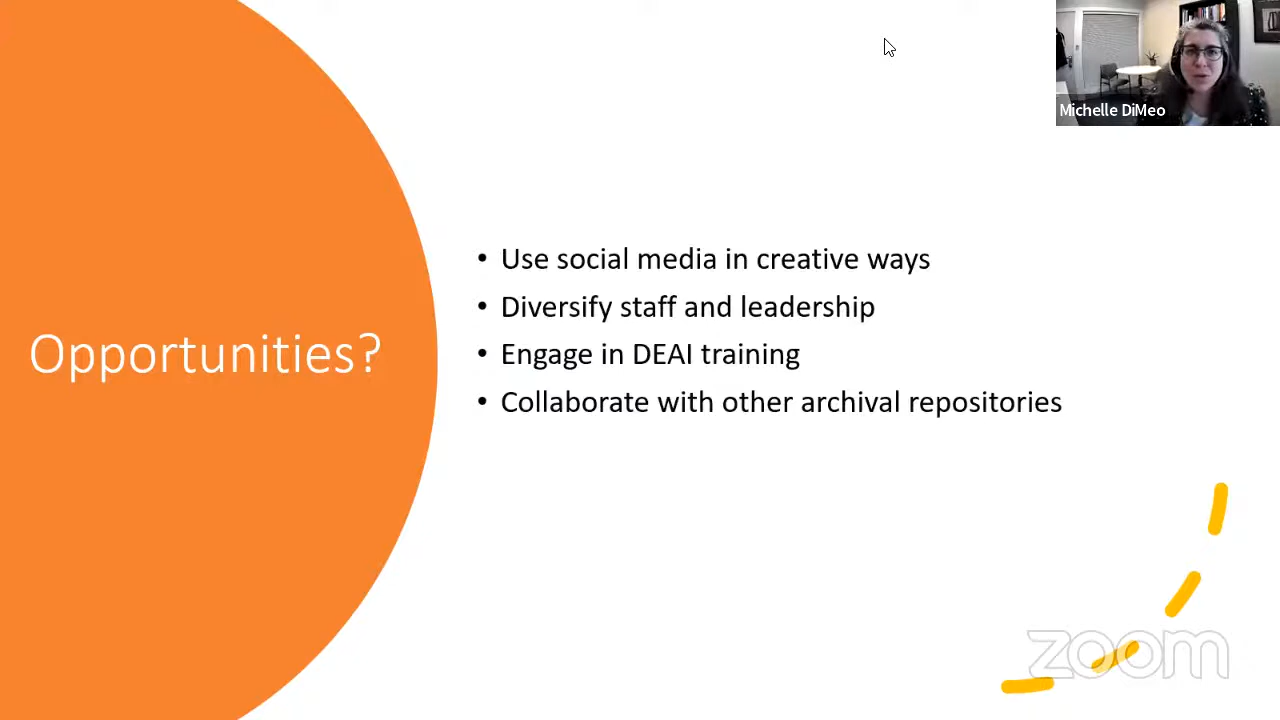 Michelle DiMeo
Opportunities?
• Use social media in creative ways
• Diversify staff and leadership
• Engage in DEAI training
• Collaborate with other archival repositories
zoom